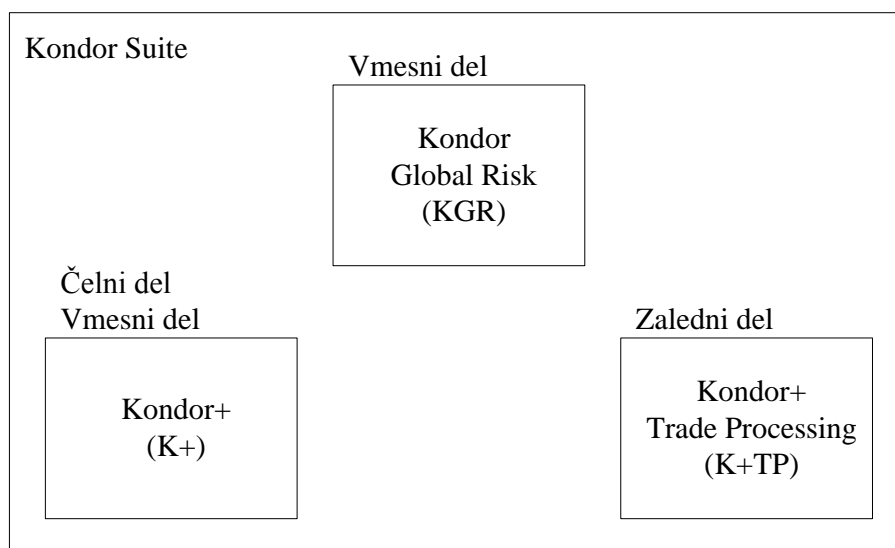 Kondor Suite
Vmesni del
Kondor
Global Risk
(KGR)
Čelni del
Vmesni del
Kondor+
(K+)
Zaledni del
Kondor+
Trade Processing
(K+TP)